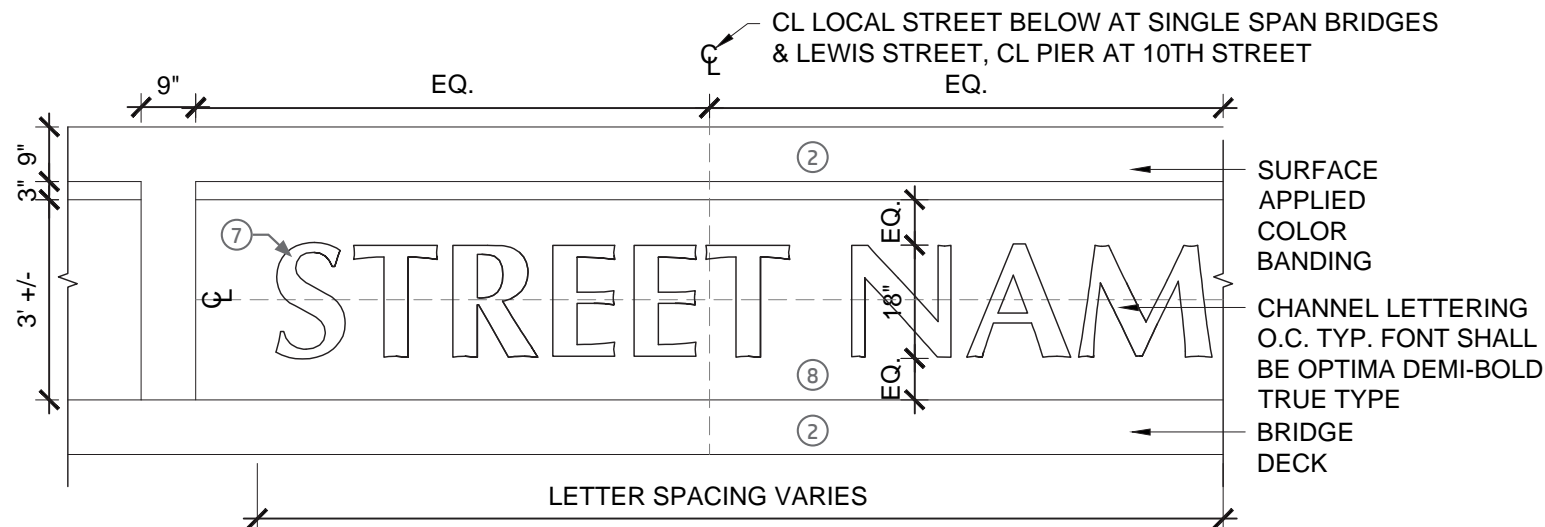 CL LOCAL STREET BELOW AT SINGLE SPAN BRIDGES
& LEWIS STREET, CL PIER AT 10TH STREET
CL
9"
EQ.
EQ.
9"
3"
3' +/-
2
SURFACE
APPLIED
COLOR
BANDING
7
EQ.
CL
STREET NAM
18"
CHANNEL LETTERING
O.C. TYP. FONT SHALL
BE OPTIMA DEMI-BOLD
TRUE TYPE
8
EQ.
2
BRIDGE
DECK
LETTER SPACING VARIES